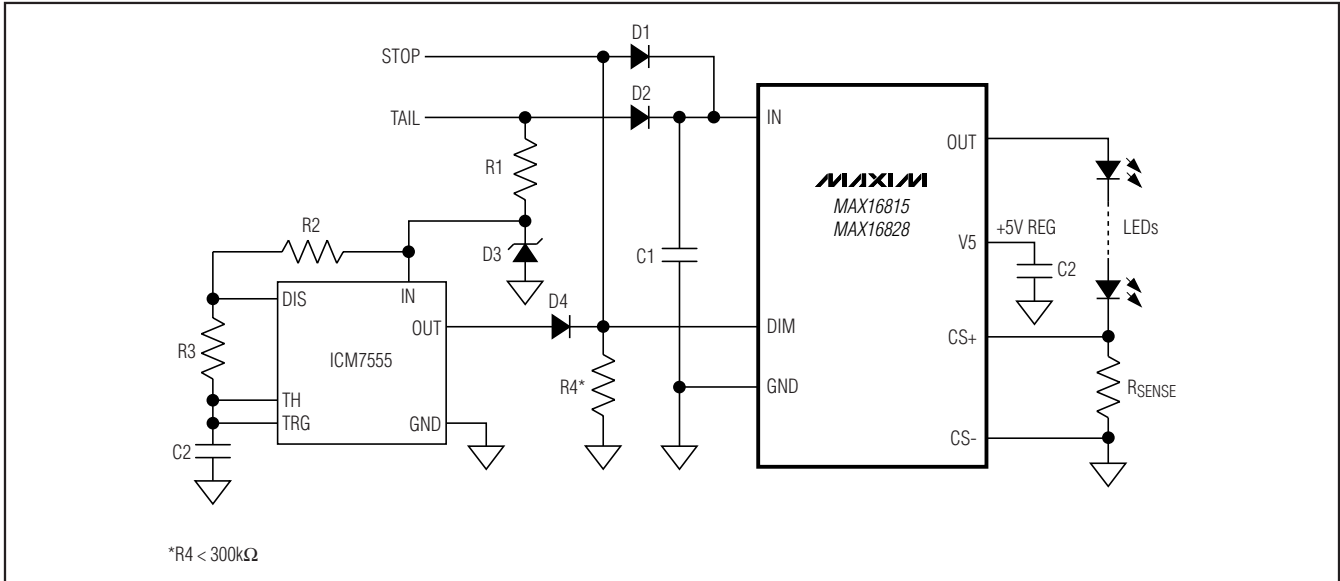 D1
STOP
D2
TAIL
IN
OUT
R1
MAXIM
MAX16815
MAX16828
R2
+5V REG
LEDs
V5
D3
C1
C2
DIS
IN
D4
OUT
DIM
R3
ICM7555
CS+
R4*
GND
RSENSE
TH
TRG
GND
CS-
C2
*R4 < 300kΩ